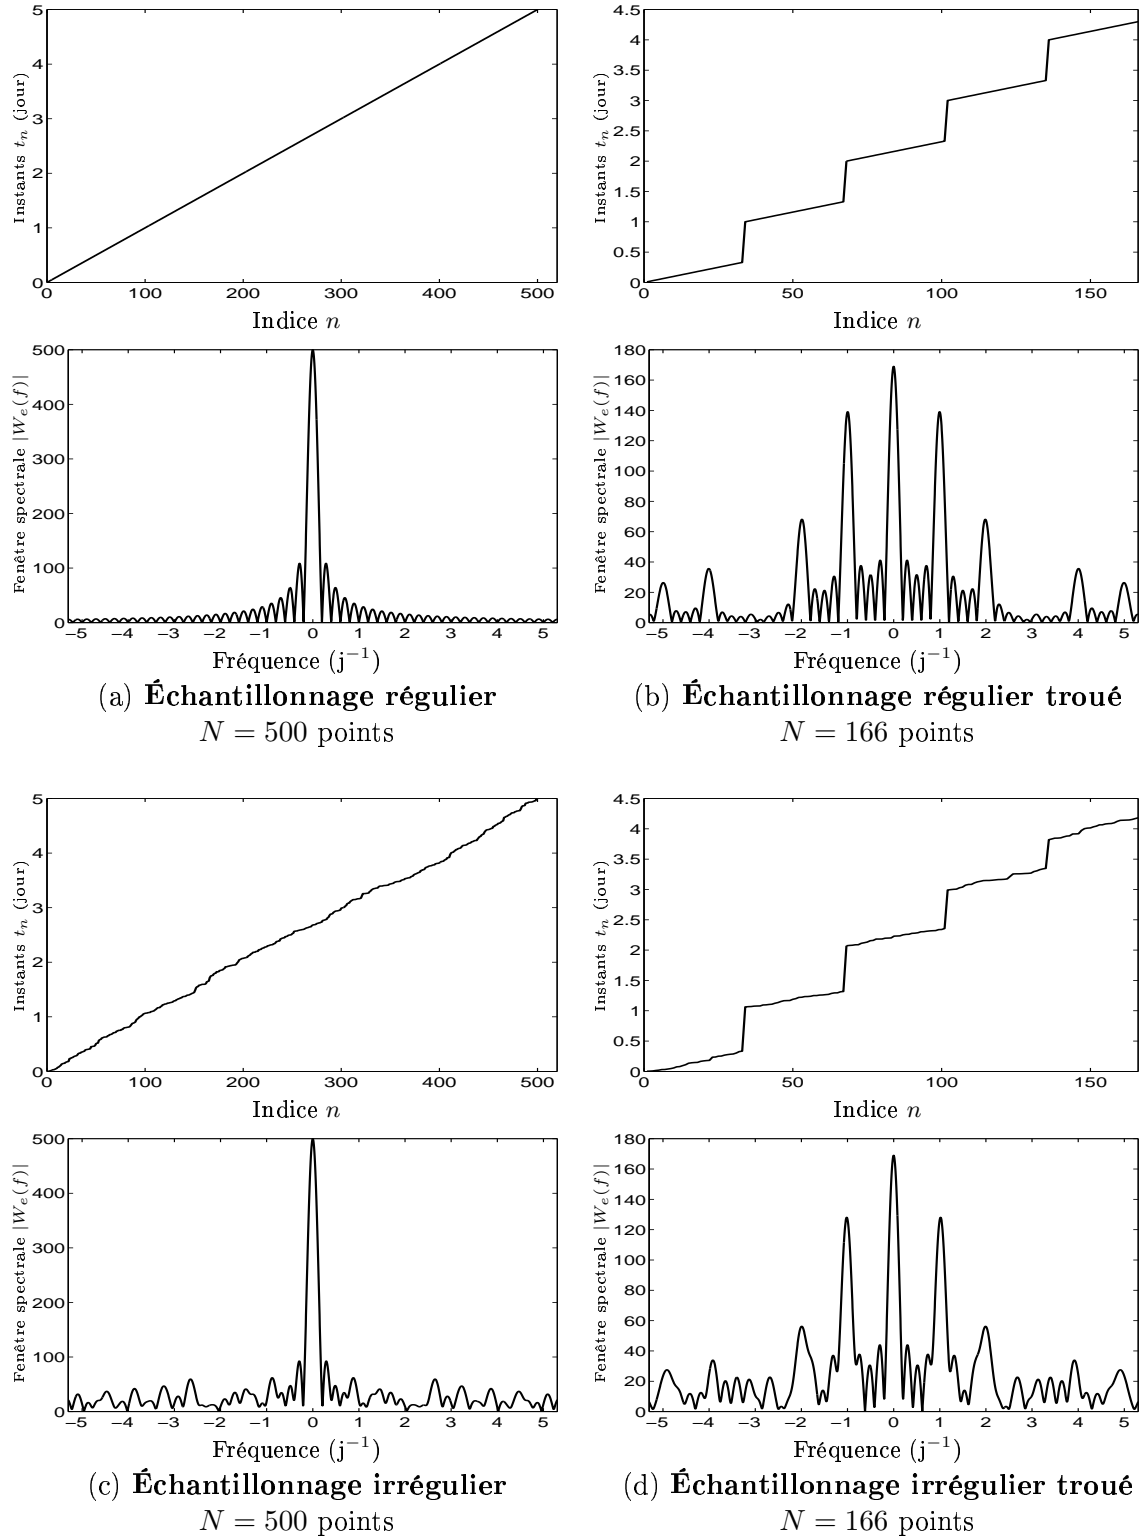 5
4
3
2
1
0
0 100 200 300 400 500
Instants tn (jour)
Indice n
4.5
4
3.5
3
2.5
2
1.5
1
0.5
0
0 50 100 150
Instants tn (jour)
Indice n
500
400
300
200
100
0
−5 −4 −3 −2 −1 0 1 2 3 4 5
Fenêtre spectrale |We(f)|
Fréquence (j−1)
(a) Échantillonnage régulier
N = 500 points
180
160
140
120
100
80
60
40
20
0
−5 −4 −3 −2 −1 0 1 2 3 4 5
Fenêtre spectrale |We(f)|
Fréquence (j−1)
(b) Échantillonnage régulier troué
N = 166 points
5
4
3
2
1
0
0 100 200 300 400 500
Instants tn (jour)
Indice n
4.5
4
3.5
3
2.5
2
1.5
1
0.5
0
0 50 100 150
Instants tn (jour)
Indice n
500
400
300
200
100
0
−5 −4 −3 −2 −1 0 1 2 3 4 5
Fenêtre spectrale |We(f)|
Fréquence (j−1)
(c) Échantillonnage irrégulier
N = 500 points
180
160
140
120
100
80
60
40
20
0
−5 −4 −3 −2 −1 0 1 2 3 4 5
Fenêtre spectrale |We(f)|
Fréquence (j−1)
(d) Échantillonnage irrégulier troué
N = 166 points